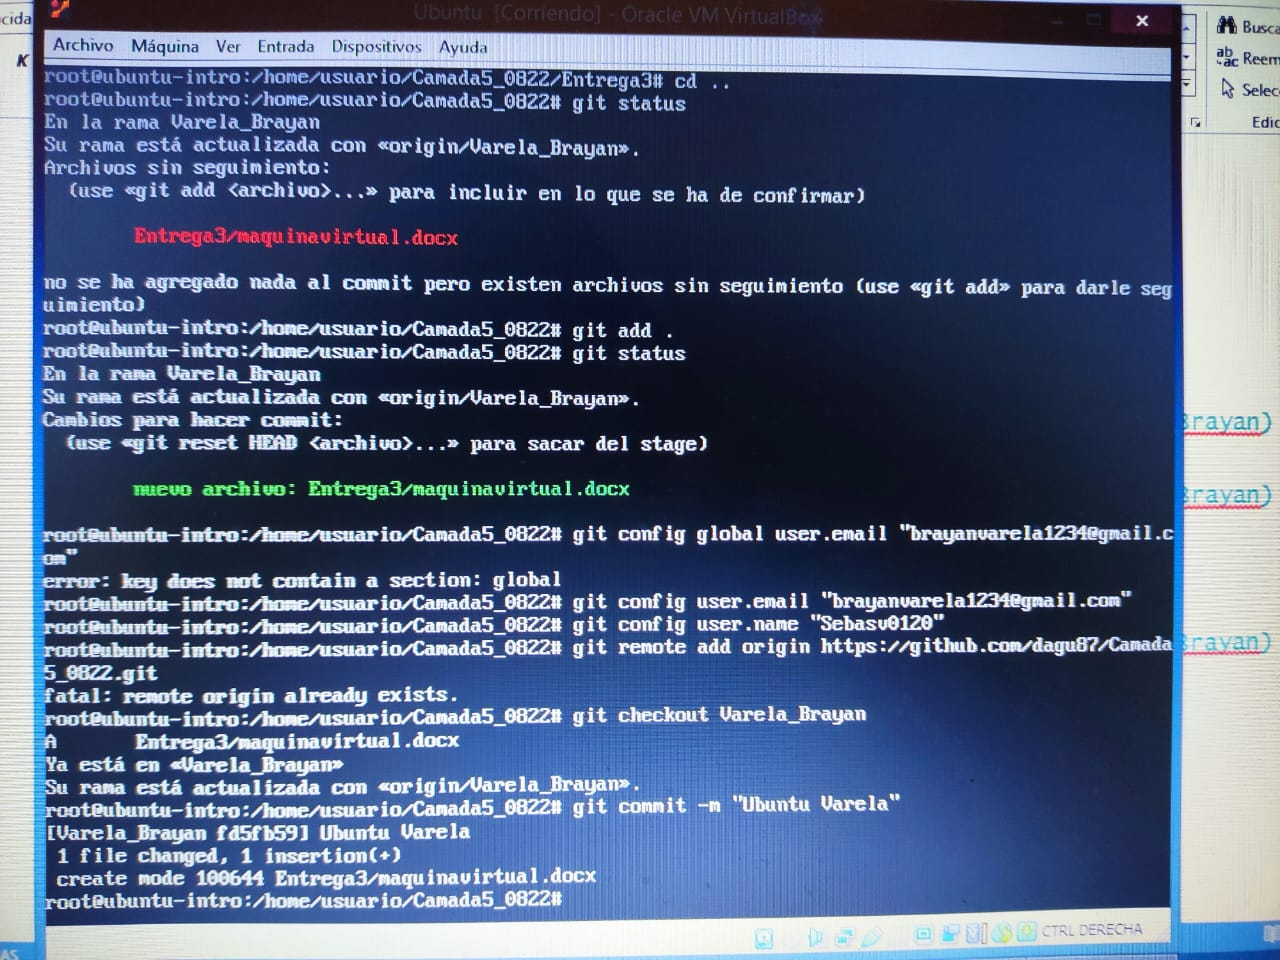 Ubuntu [Corriendo] - Oracle VM VirtualBox
Archivo Máquina Ver Entrada Dispositivos Ayuda
root@ubuntu-intro:/home/usuario/Camada5_0822/Entrega3# cd ..
root@ubuntu-intro:/home/usuario/Camada5_0822# git status
En la rama Varela_Brayan
Su rama está actualizada con «origin/Varela_Brayan».
Archivos sin seguimiento:
(use «git add <archivo>...» para incluir en lo que se ha de confirmar)
Entrega3/maquinavirtual.docx
no se ha agregado nada al commit pero existen archivos sin seguimiento (use «git add» para darle seg
uimiento)
root@ubuntu-intro:/home/usuario/Camada5_0822# git add .
root@ubuntu-intro:/home/usuario/Camada5_0822# git status
En la rama Varela_Brayan
Su rama está actualizada con «origin/Varela_Brayan».
Cambios para hacer commit:
(use «git reset HEAD <archivo>...» para sacar del stage)
nuevo archivo: Entrega3/maquinavirtual.docx
root@ubuntu-intro:/home/usuario/Camada5_0822# git config global user.email "brayanvarela1234@gmail.c
om"
error: key does not contain a section: global
root@ubuntu-intro:/home/usuario/Camada5_0822# git config user.email "brayanvarela1234@gmail.com"
root@ubuntu-intro:/home/usuario/Camada5_0822# git config user.name "Sebasv0120"
root@ubuntu-intro:/home/usuario/Camada5_0822# git remote add origin https://github.com/dagu87/Camada
5_0822.git
fatal: remote origin already exists.
root@ubuntu-intro:/home/usuario/Camada5_0822# git checkout Varela_Brayan
A Entrega3/maquinavirtual.docx
Ya está en «Varela_Brayan»
Su rama está actualizada con «origin/Varela_Brayan».
root@ubuntu-intro:/home/usuario/Camada5_0822# git commit -m "Ubuntu Varela"
[Varela_Brayan fd5fb59] Ubuntu Varela
1 file changed, 1 insertion(+)
create mode 100644 Entrega3/maquinavirtual.docx
root@ubuntu-intro:/home/usuario/Camada5_0822#
CTRL DERECHA
cida
K
Busca
Reem
Selec
Edic
Brayan)
Brayan)
Brayan)
AS